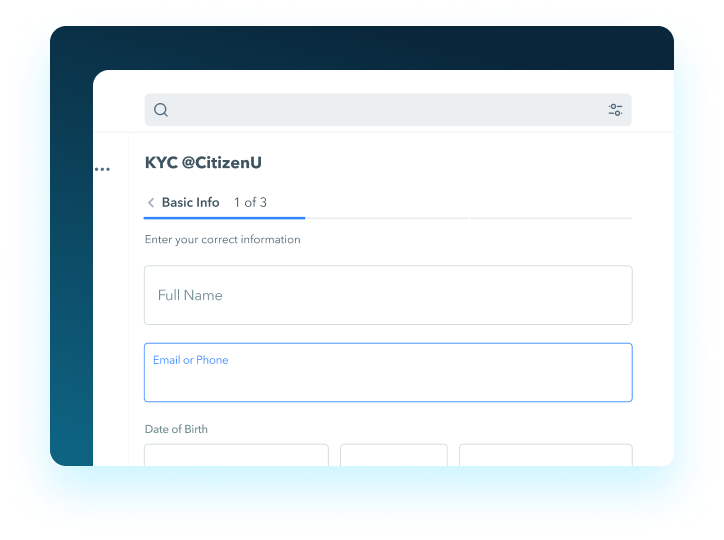 KYC @CitizenU
Basic Info 1 of 3
Enter your correct information
Full Name
Email or Phone
Date of Birth